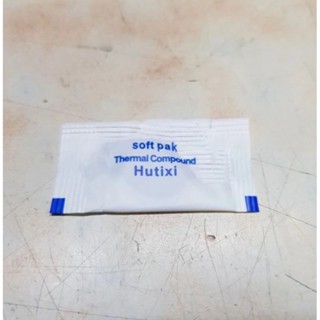 soft pak
Thermal Compound
Hutixi